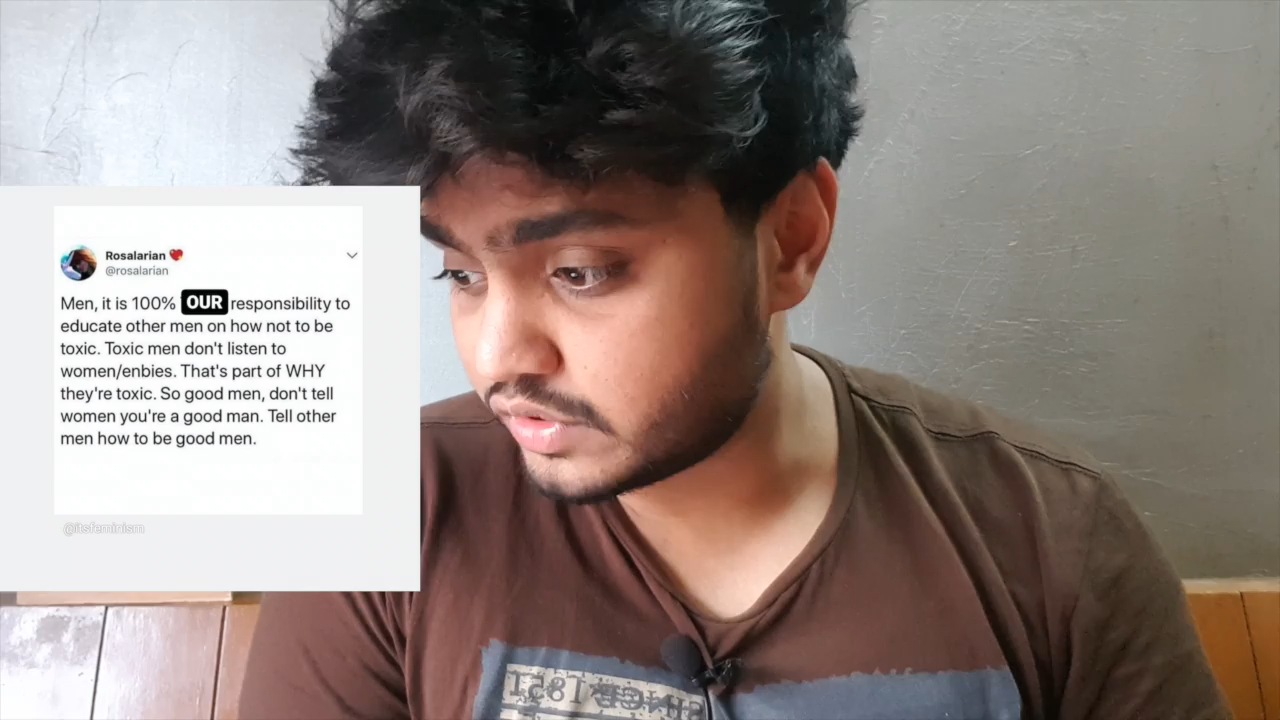 Rosalarian
@rosalarian
Men, it is 100% OUR responsibility to
educate other men on how not to be
toxic. Toxic men don't listen to
women/enbies. That's part of WHY
they're toxic. So good men, don't tell
women you're a good man. Tell other
men how to be good men.
@itsfeminism